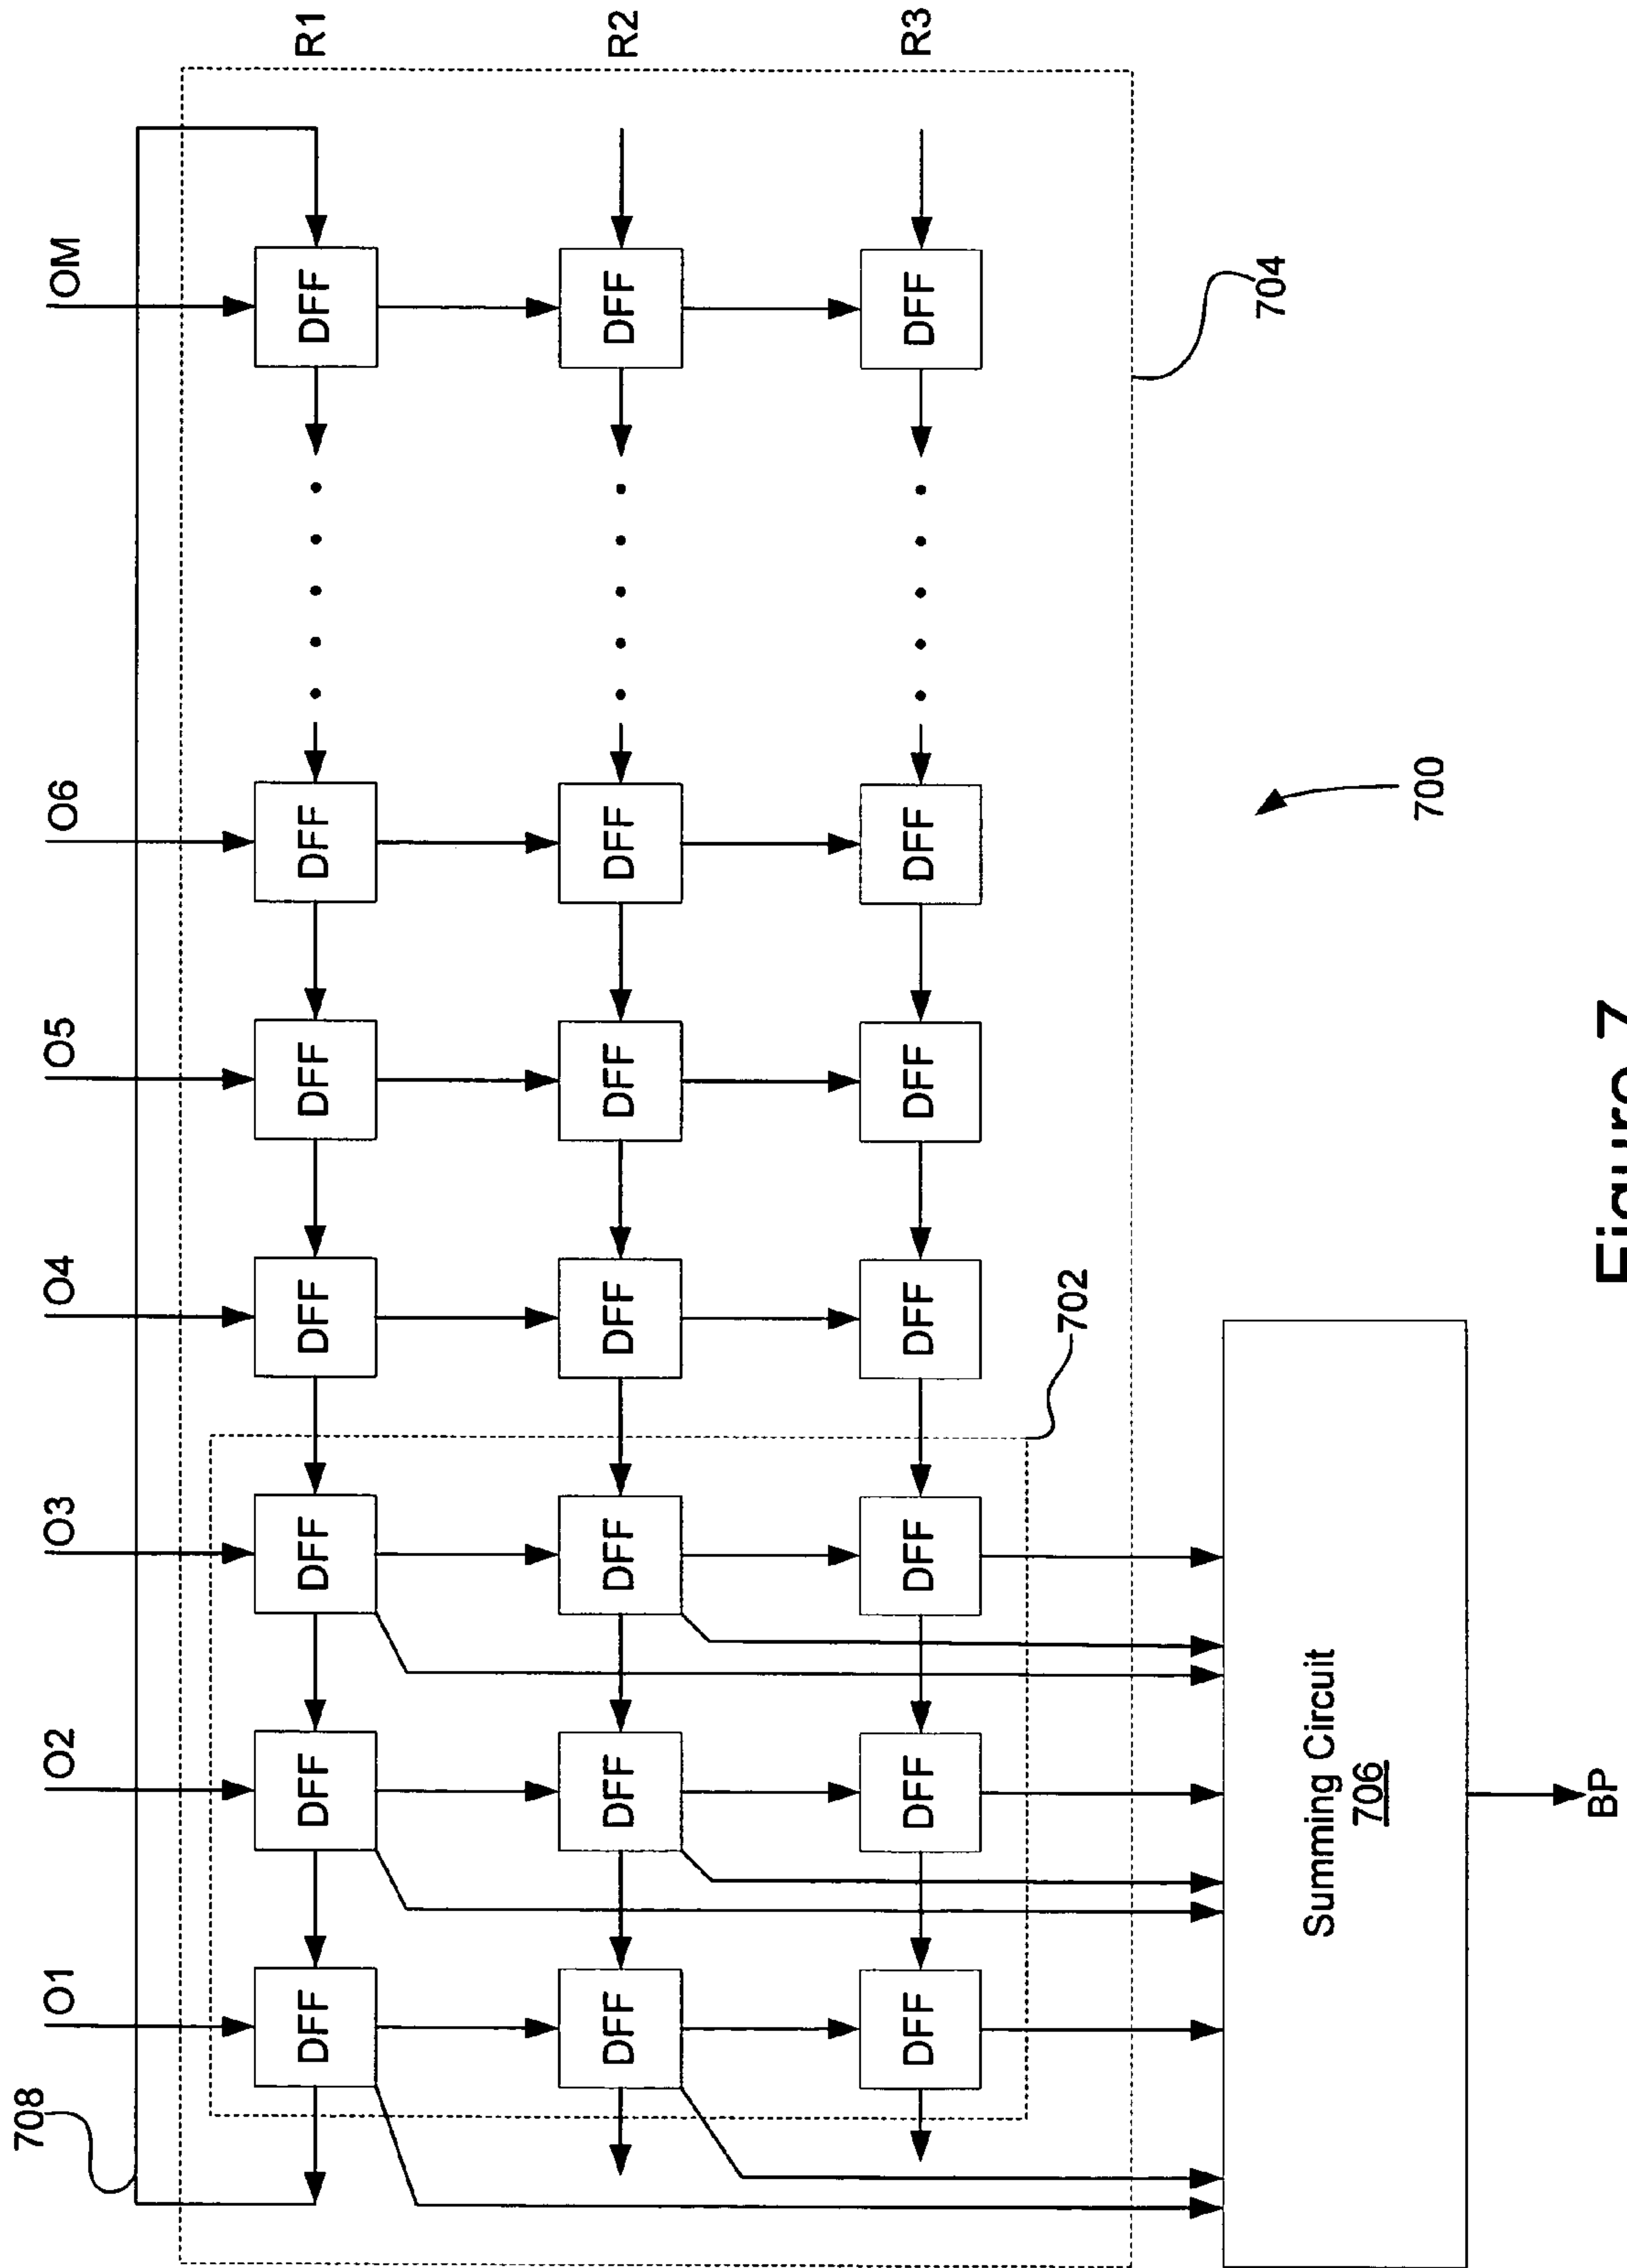 708
O1
O2
O3
O4
O5
O6
OM
DFF
DFF
DFF
DFF
DFF
DFF
DFF
R1
DFF
DFF
DFF
DFF
DFF
DFF
DFF
R2
DFF
DFF
DFF
DFF
DFF
DFF
DFF
R3
702
704
Summing Circuit
706
700
BP
Figure 7